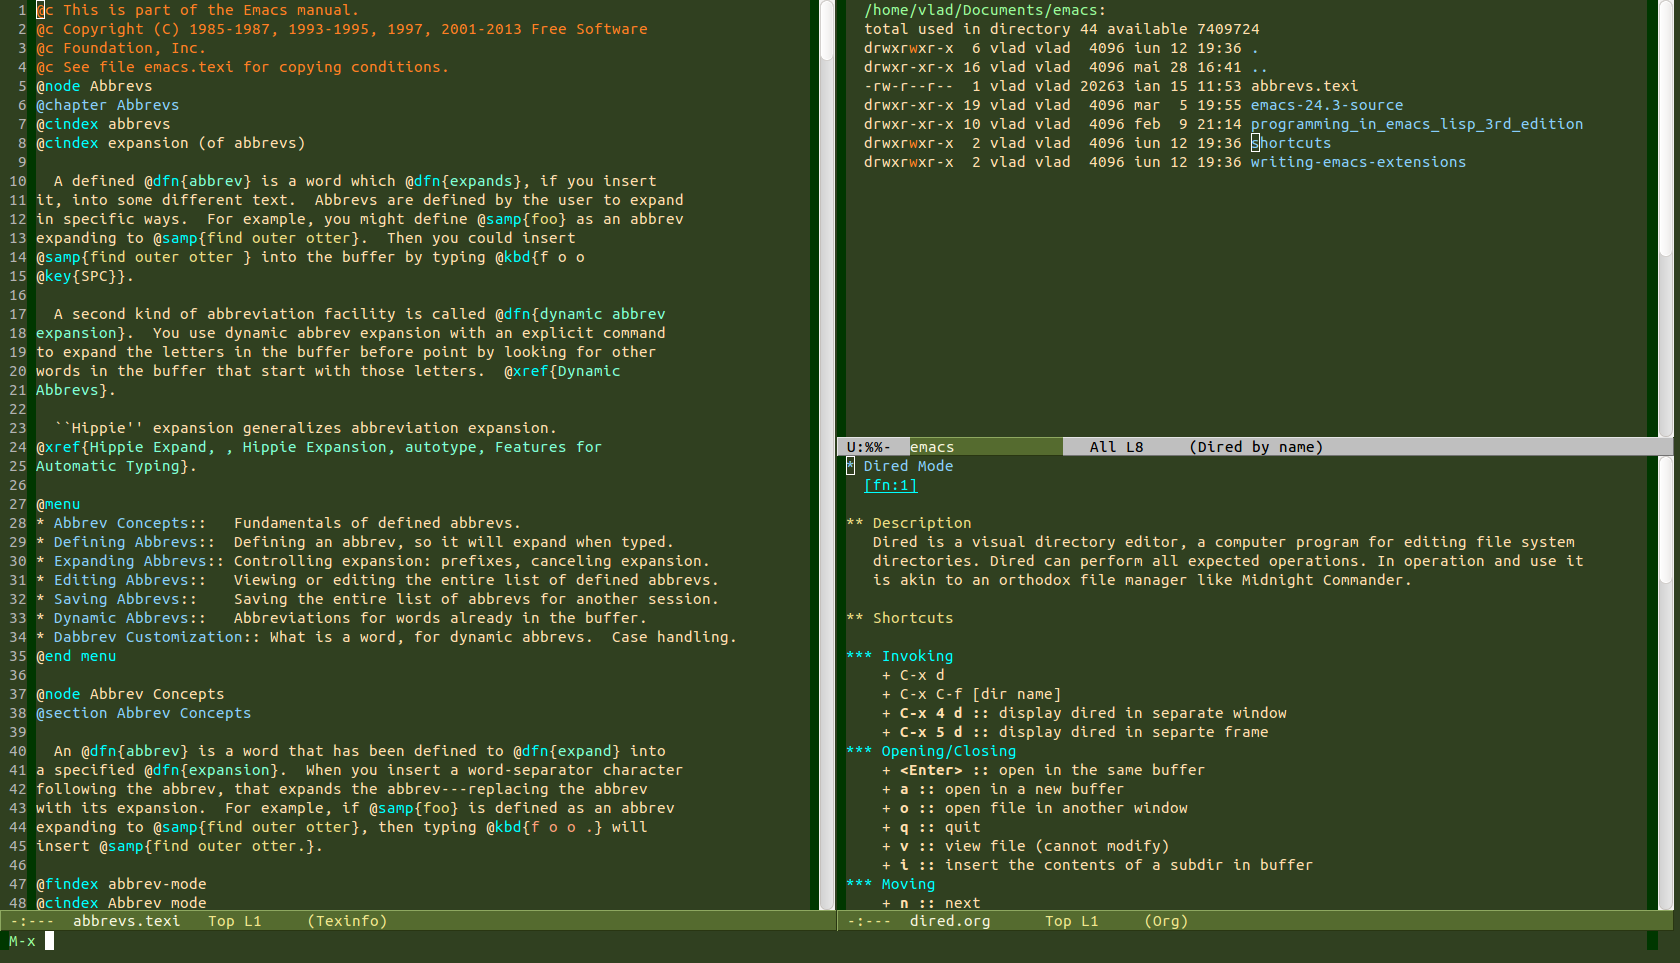 1 @c This is part of the Emacs manual.
2 @c Copyright (C) 1985-1987, 1993-1995, 1997, 2001-2013 Free Software
3 @c Foundation, Inc.
4 @c See file emacs.texi for copying conditions.
5 @node Abbrevs
6 @chapter Abbrevs
7 @cindex abbrevs
8 @cindex expansion (of abbrevs)
9
10   A defined @dfn{abbrev} is a word which @dfn{expands}, if you insert
11 it, into some different text.  Abbrevs are defined by the user to expand
12 in specific ways.  For example, you might define @samp{foo} as an abbrev
13 expanding to @samp{find outer otter}.  Then you could insert
14 @samp{find outer otter } into the buffer by typing @kbd{f o o
15 @key{SPC}}.
16
17   A second kind of abbreviation facility is called @dfn{dynamic abbrev
18 expansion}.  You use dynamic abbrev expansion with an explicit command
19 to expand the letters in the buffer before point by looking for other
20 words in the buffer that start with those letters.  @xref{Dynamic
21 Abbrevs}.
22
23   ``Hippie'' expansion generalizes abbreviation expansion.
24 @xref{Hippie Expand, , Hippie Expansion, autotype, Features for
25 Automatic Typing}.
26
27 @menu
28 * Abbrev Concepts::   Fundamentals of defined abbrevs.
29 * Defining Abbrevs::  Defining an abbrev, so it will expand when typed.
30 * Expanding Abbrevs:: Controlling expansion: prefixes, canceling expansion.
31 * Editing Abbrevs::   Viewing or editing the entire list of defined abbrevs.
32 * Saving Abbrevs::    Saving the entire list of abbrevs for another session.
33 * Dynamic Abbrevs::   Abbreviations for words already in the buffer.
34 * Dabbrev Customization:: What is a word, for dynamic abbrevs.  Case handling.
35 @end menu
36
37 @node Abbrev Concepts
38 @section Abbrev Concepts
39
40   An @dfn{abbrev} is a word that has been defined to @dfn{expand} into
41 a specified @dfn{expansion}.  When you insert a word-separator character
42 following the abbrev, that expands the abbrev---replacing the abbrev
43 with its expansion.  For example, if @samp{foo} is defined as an abbrev
44 expanding to @samp{find outer otter}, then typing @kbd{f o o .} will
45 insert @samp{find outer otter.}.
46
47 @findex abbrev-mode
48 @cindex Abbrev mode
-:---  abbrevs.texi   Top L1     (Texinfo)
/home/vlad/Documents/emacs:
total used in directory 44 available 7409724
drwxrwxr-x  6 vlad vlad  4096 iun 12 19:36 .
drwxr-xr-x 16 vlad vlad  4096 mai 28 16:41 ..
-rw-r--r--  1 vlad vlad 20263 ian 15 11:53 abbrevs.texi
drwxr-xr-x 19 vlad vlad  4096 mar  5 19:55 emacs-24.3-source
drwxr-xr-x 10 vlad vlad  4096 feb  9 21:14 programming_in_emacs_lisp_3rd_edition
drwxrwxr-x  2 vlad vlad  4096 iun 12 19:36 shortcuts
drwxrwxr-x  2 vlad vlad  4096 iun 12 19:36 writing-emacs-extensions
U:%%-  emacs               All L8     (Dired by name)
* Dired Mode
[fn:1]
** Description
Dired is a visual directory editor, a computer program for editing file system
directories. Dired can perform all expected operations. In operation and use it
is akin to an orthodox file manager like Midnight Commander.
** Shortcuts
*** Invoking
+ C-x d
+ C-x C-f [dir name]
+ C-x 4 d :: display dired in separate window
+ C-x 5 d :: display dired in separte frame
*** Opening/Closing
+ <Enter> :: open in the same buffer
+ a :: open in a new buffer
+ o :: open file in another window
+ q :: quit
+ v :: view file (cannot modify)
+ i :: insert the contents of a subdir in buffer
*** Moving
+ n :: next
-:---  dired.org      Top L1     (Org)
M-x